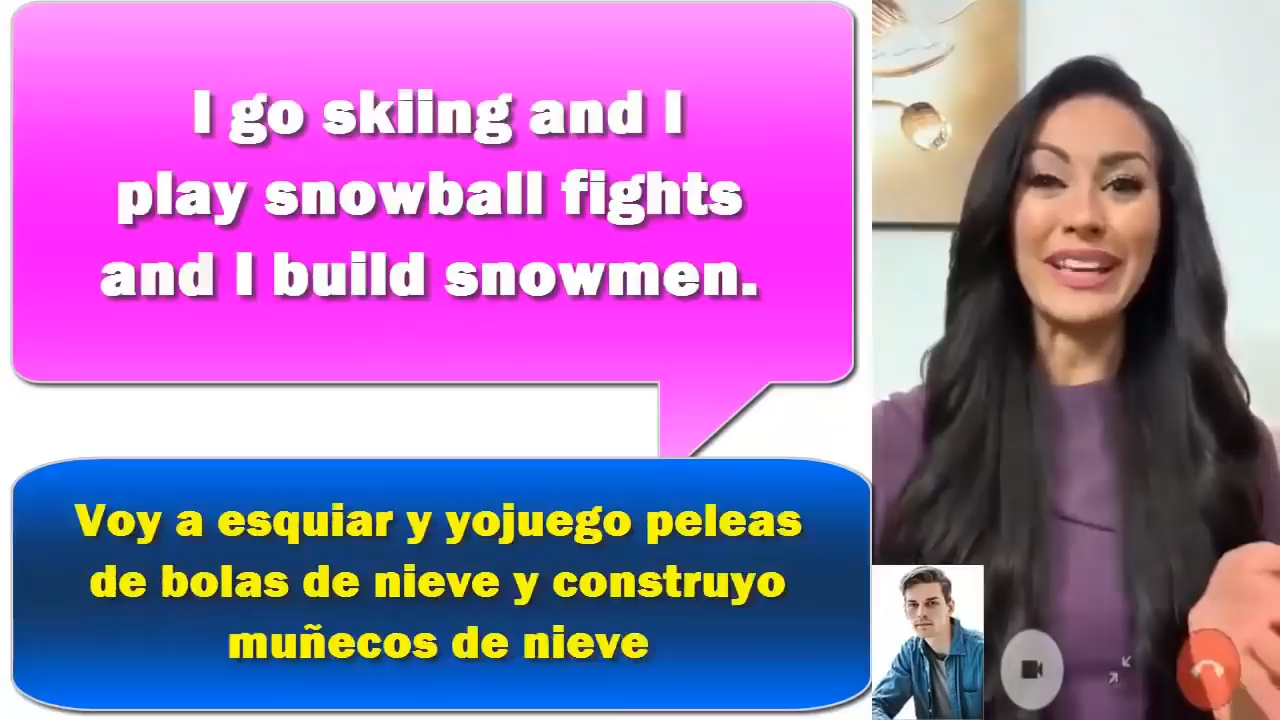 I go skiing and I
play snowball fights
and I build snowmen.
Voy a esquiar y yojuego peleas
de bolas de nieve y construyo
muñecos de nieve